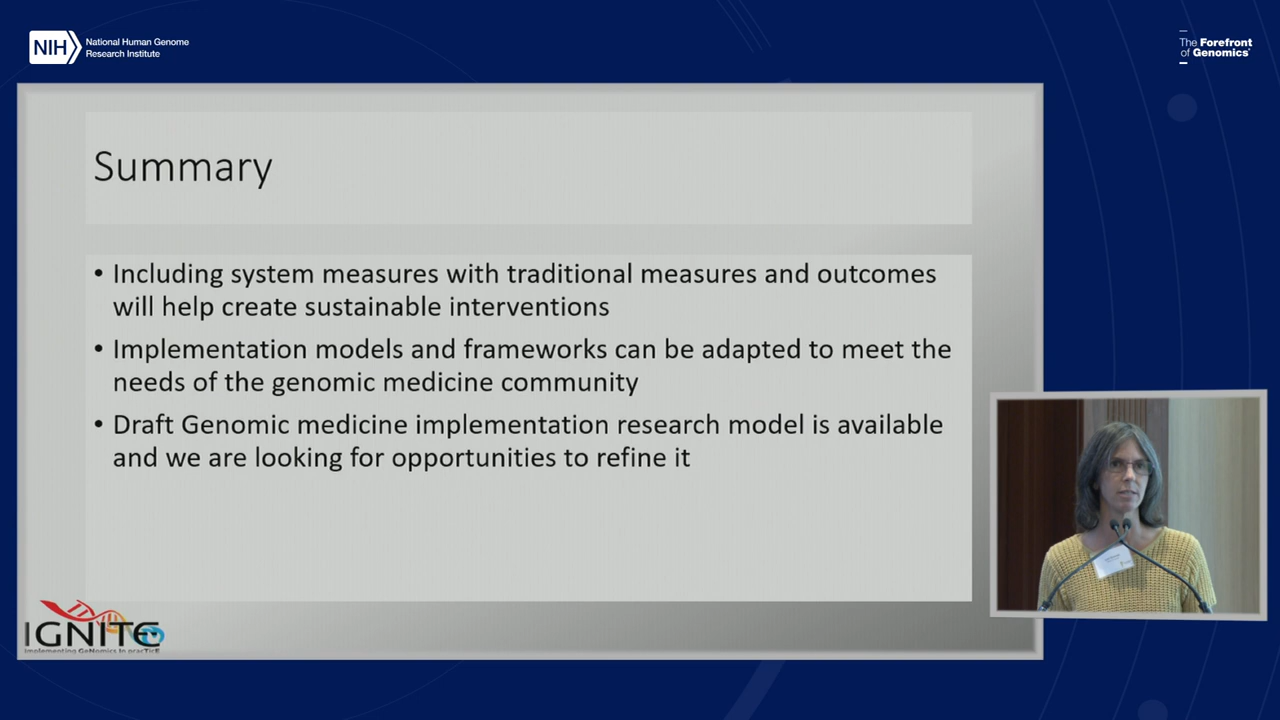 NIH
National Human Genome
Research Institute
The Forefront
of Genomics
Summary
• Including system measures with traditional measures and outcomes
will help create sustainable interventions
• Implementation models and frameworks can be adapted to meet the
needs of the genomic medicine community
• Draft Genomic medicine implementation research model is available
and we are looking for opportunities to refine it
IGNITE
Implementing GeNomics In pracTicE